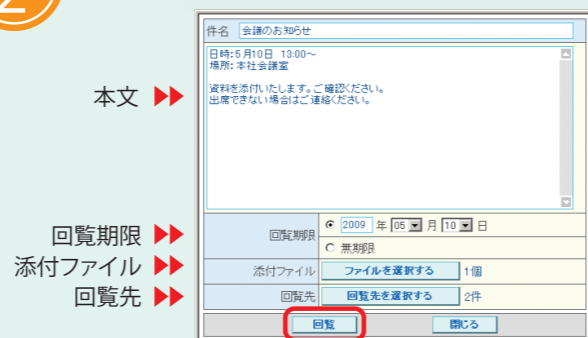 2
件名 会議のお知らせ
日時:5月10日 13:00～
場所:本社会議室
資料を添付いたします。ご確認ください。
出席できない場合はご連絡ください。
本文
回覧期限 回覧期限 2009 年 05 月 10 日
無期限
添付ファイル 添付ファイル ファイルを選択する 1個
回覧先 回覧先 回覧先を選択する 2件
回覧 閉じる